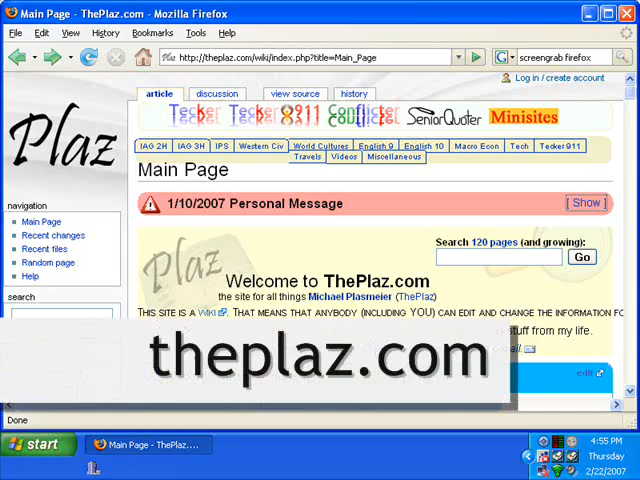 Main Page - ThePlaz.com - Mozilla Firefox
File Edit View History Bookmarks Tools Help
http://theplaz.com/wiki/index.php?title=Main_Page
screengrab firefox
Log in / create account
article discussion view source history
Tecker Tecker911 Conflicter SeniorQuoter Minisites
Plaz
IAG 2H IAG 3H IPS Western Civ World Cultures English 9 English 10 Macro Econ Tech Tecker 911
Travels Videos Miscellaneous
Main Page
1/10/2007 Personal Message [ Show ]
navigation
Main Page
Recent changes
Recent files
Random page
Help
search
Search 120 pages (and growing):
Go
Plaz
Welcome to ThePlaz.com
the site for all things Michael Plasmeier (ThePlaz)
THIS SITE IS A WIKI. THAT MEANS THAT ANYBODY (INCLUDING YOU) CAN EDIT AND CHANGE THE INFORMATION FO
stuff from my life.
edit
theplaz.com
Done
start
Main Page - ThePlaz....
4:55 PM
Thursday
2/22/2007